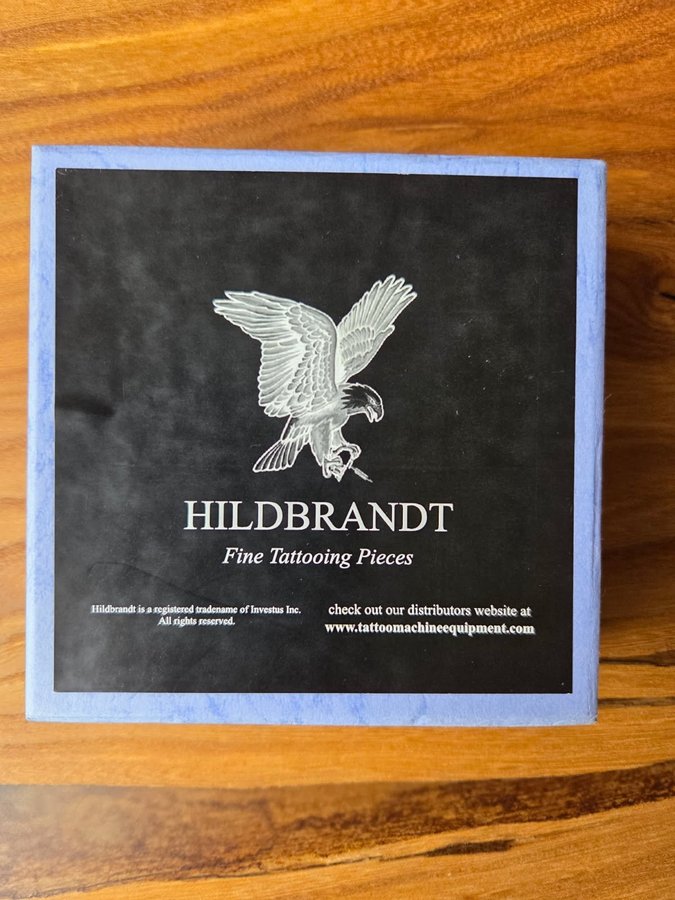 HILDBRANDT
Fine Tattooing Pieces
Hildbrandt is a registered tradename of Investus Inc.
All rights reserved.
check out our distributors website at
www.tattoomachineequipment.com